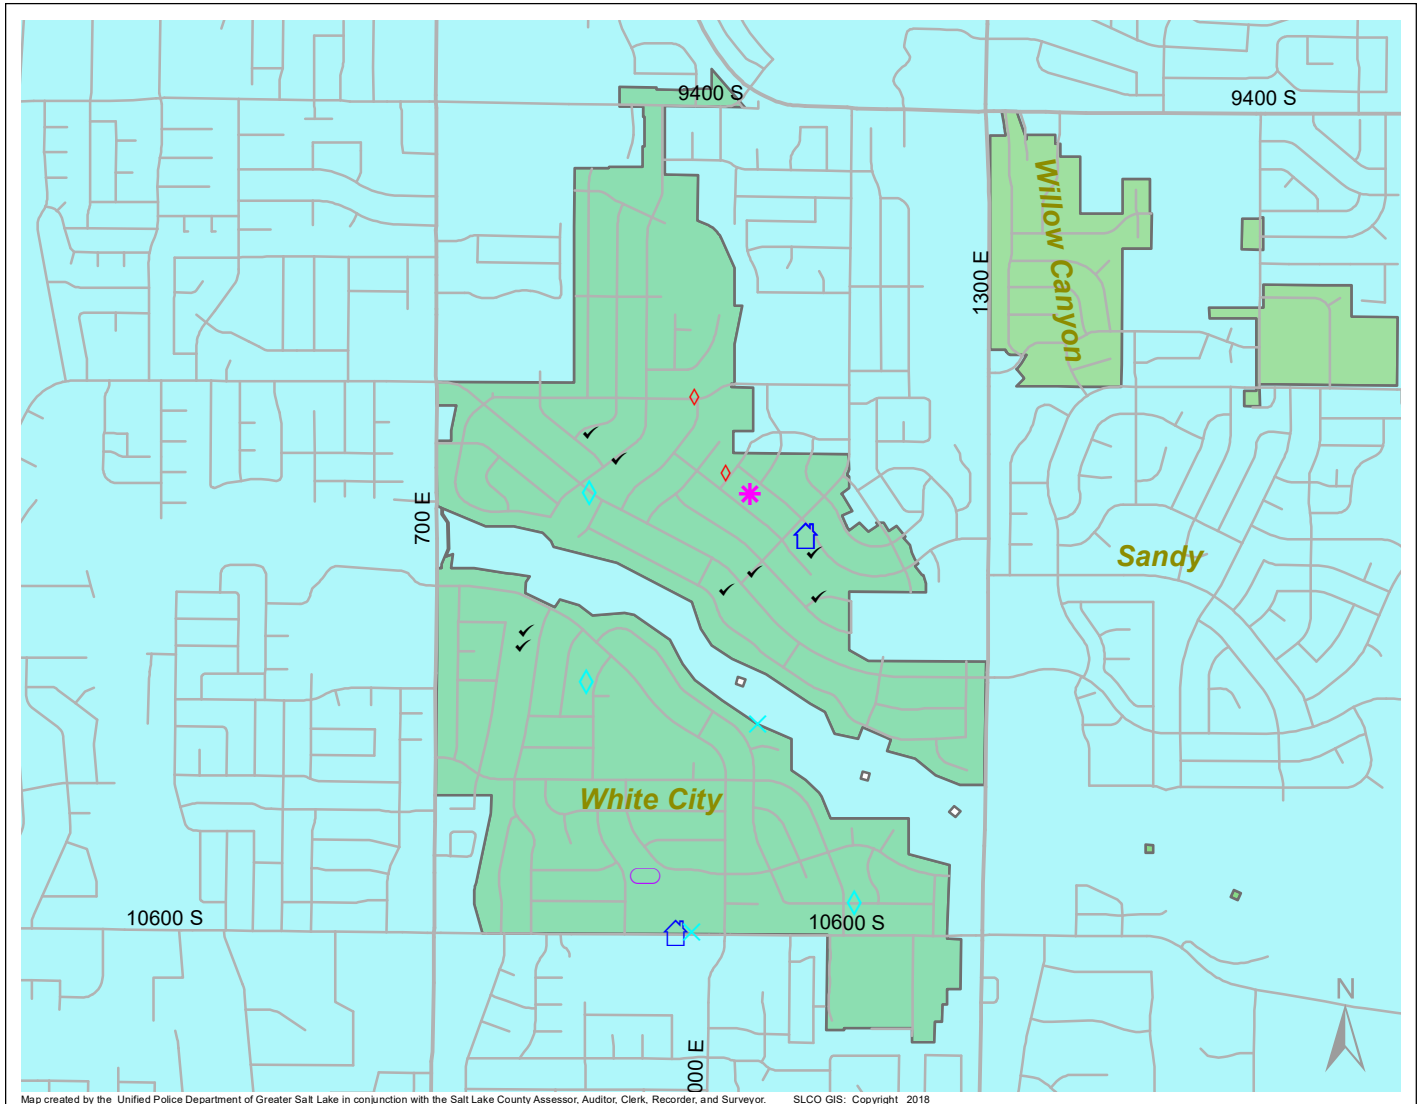 9400 S
9400 S
Willow Canyon
1300 E
700 E
Sandy
White City
10600 S
10600 S
000 E
N
Map created by the Unified Police Department of Greater Salt Lake in conjunction with the Salt Lake County Assessor, Auditor, Clerk, Recorder, and Surveyor. SLCO GIS: Copyright 2018